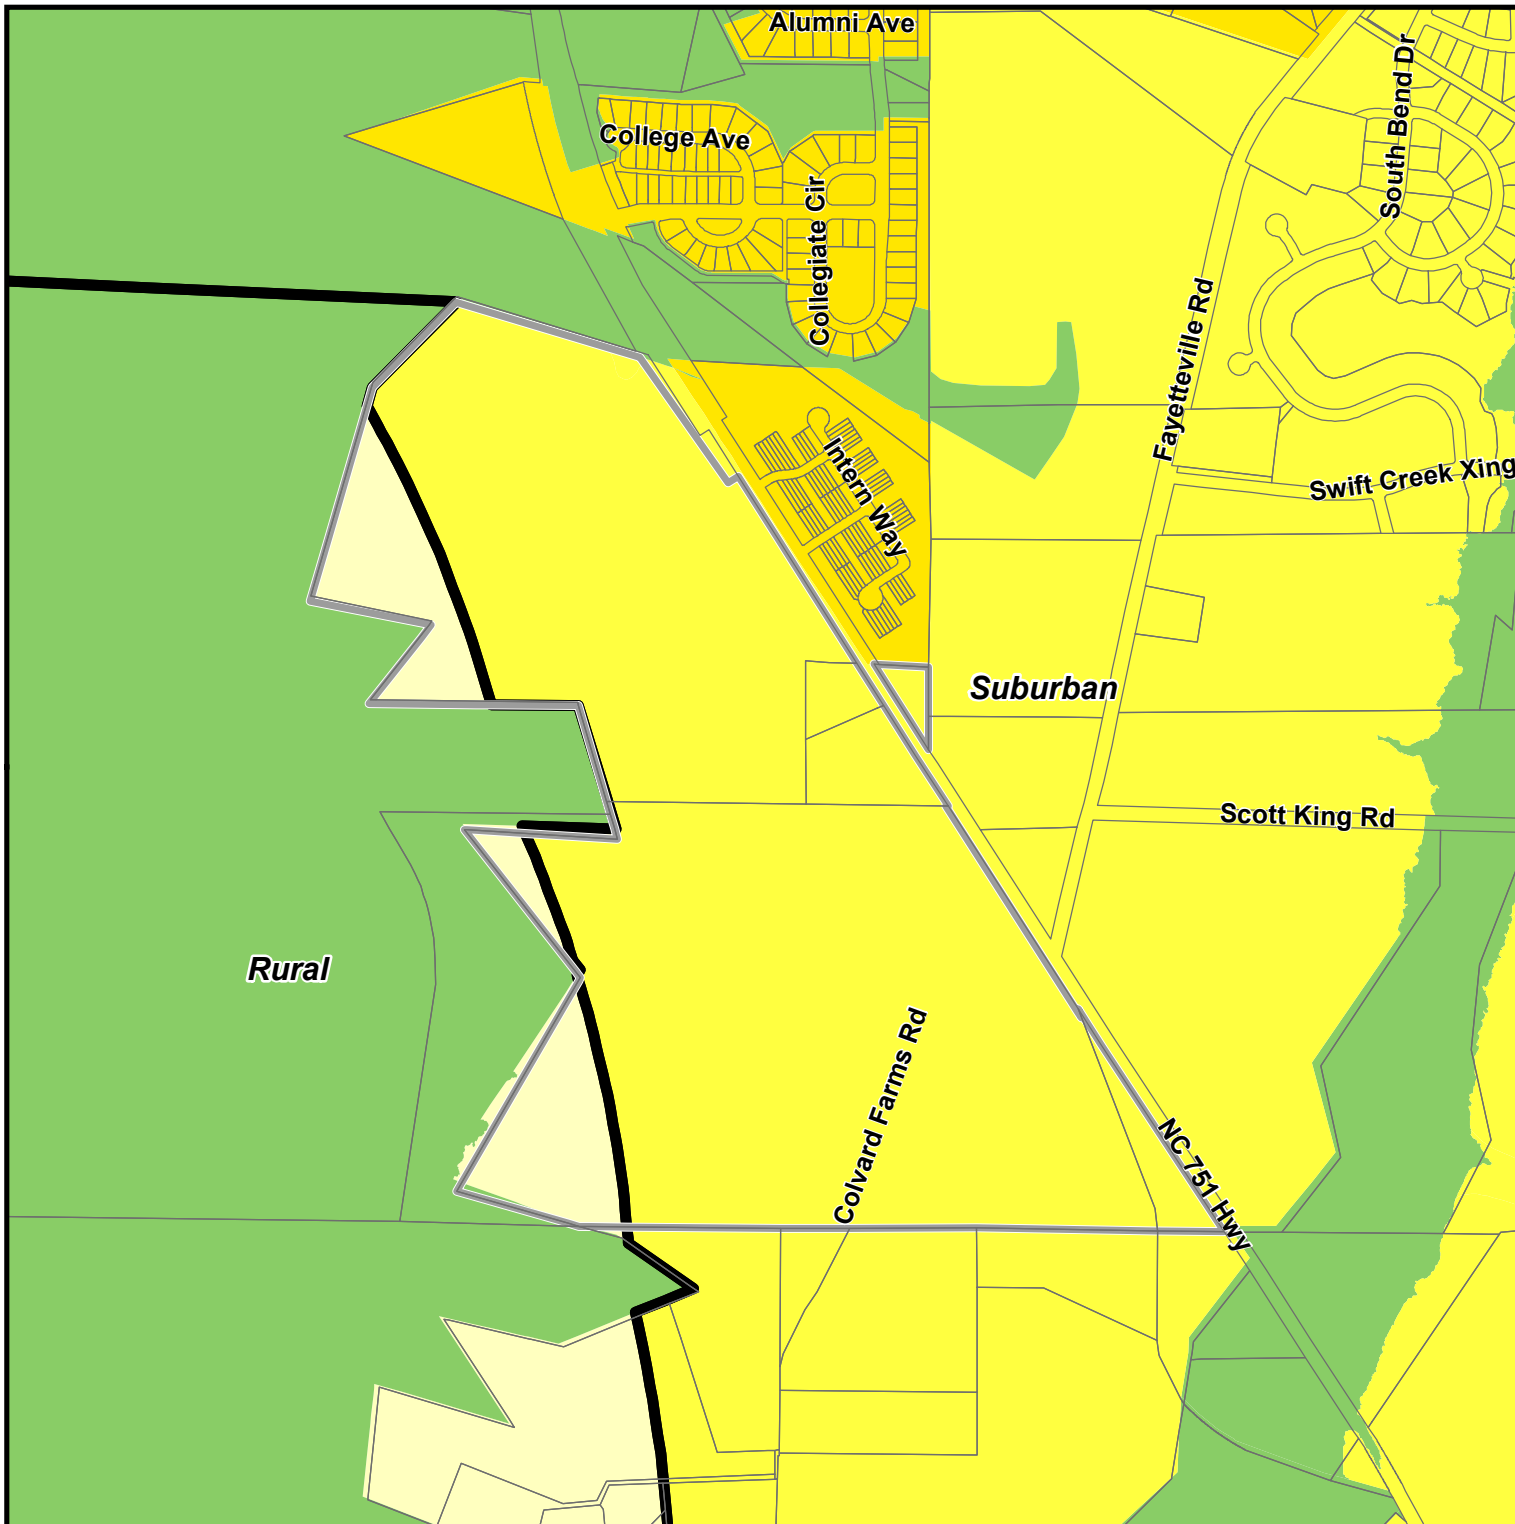 Alumni Ave
College Ave
South Bend Dr
Collegiate Cir
Fayetteville Rd
Intern Way
Swift Creek Xing
Suburban
Scott King Rd
Rural
Colvard Farms Rd
NC 751 Hwy